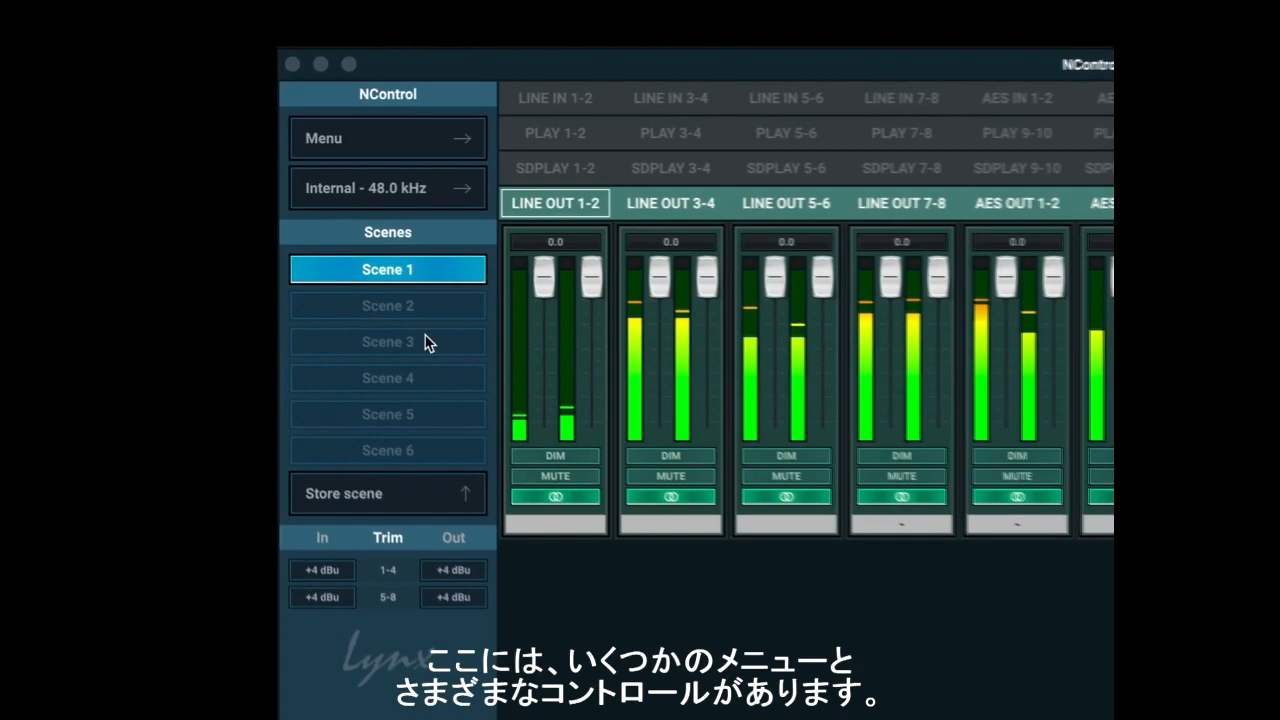 NContro
NControl
Menu
Internal - 48.0 kHz
Scenes
Scene 1
Scene 2
Scene 3
Scene 4
Scene 5
Scene 6
Store scene
In Trim Out
+4 dBu 1-4 +4 dBu
+4 dBu 5-8 +4 dBu
Lynx
LINE IN 1-2 LINE IN 3-4 LINE IN 5-6 LINE IN 7-8 AES IN 1-2 AE
PLAY 1-2 PLAY 3-4 PLAY 5-6 PLAY 7-8 PLAY 9-10 PL
SDPLAY 1-2 SDPLAY 3-4 SDPLAY 5-6 SDPLAY 7-8 SDPLAY 9-10 SDP
LINE OUT 1-2 LINE OUT 3-4 LINE OUT 5-6 LINE OUT 7-8 AES OUT 1-2 AES
0.0 0.0 0.0 0.0 0.0
DIM DIM DIM DIM DIM
MUTE MUTE MUTE MUTE MUTE
ここには、いくつかのメニューと
さまざまなコントロールがあります。